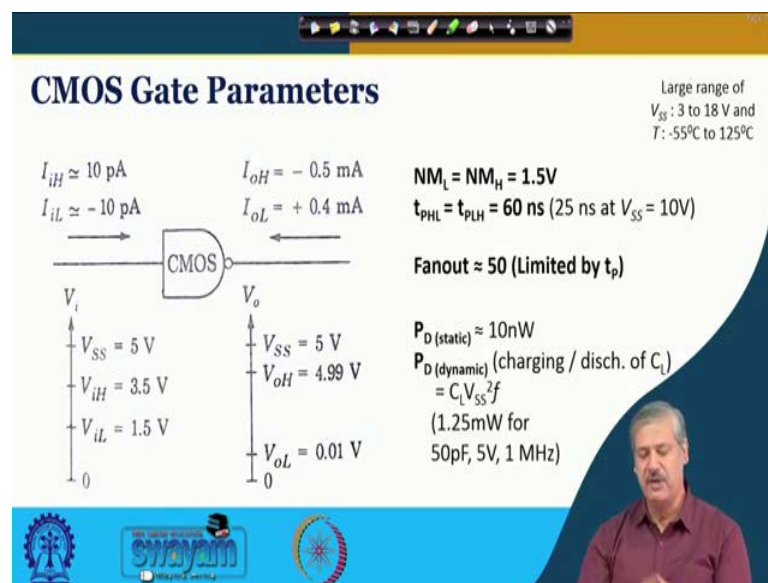 CMOS Gate Parameters
Large range of
V_SS : 3 to 18 V and
T : -55⁰C to 125⁰C
I_iH ≃ 10 pA
I_iL ≃ - 10 pA
I_oH = - 0.5 mA
I_oL = + 0.4 mA
CMOS
V_i
V_SS = 5 V
V_iH = 3.5 V
V_iL = 1.5 V
0
V_o
V_SS = 5 V
V_oH = 4.99 V
V_oL = 0.01 V
0
NM_L = NM_H = 1.5V
t_PHL = t_PLH = 60 ns (25 ns at V_SS = 10V)
Fanout ≈ 50 (Limited by t_P)
P_D (static) ≈ 10nW
P_D (dynamic) (charging / disch. of C_L)
= C_LV_SS²f
(1.25mW for
50pF, 5V, 1 MHz)
swayam